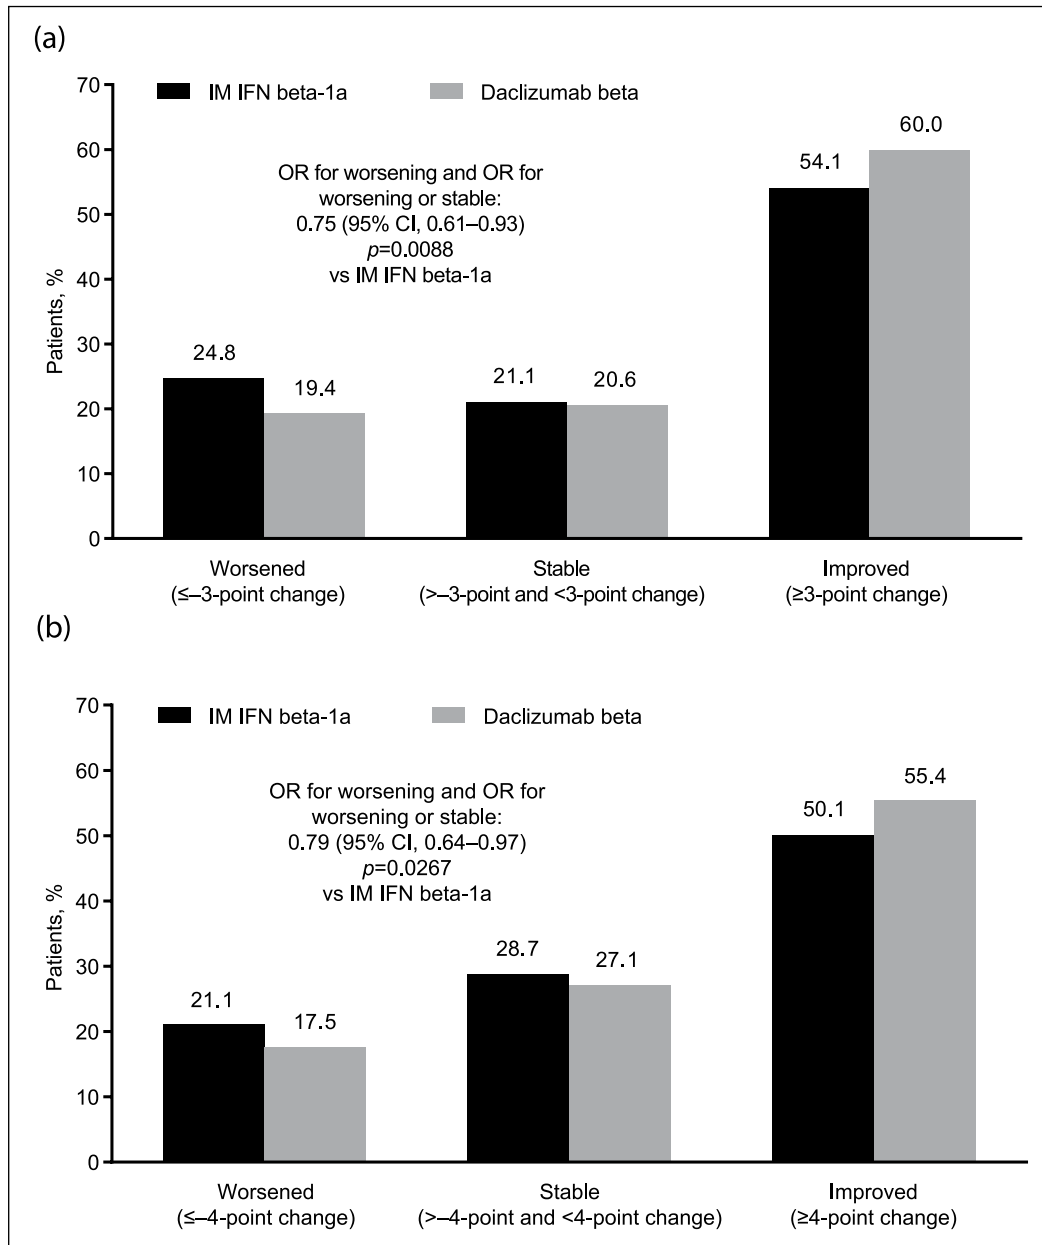 (a)
70
IM IFN beta-1a
Daclizumab beta
60.0
60
54.1
OR for worsening and OR for
worsening or stable:
0.75 (95% CI, 0.61–0.93)
p=0.0088
vs IM IFN beta-1a
50
40
Patients, %
30
24.8
19.4
21.1
20.6
20
10
0
Worsened
(≤–3-point change)
Stable
(>–3-point and <3-point change)
Improved
(≥3-point change)
(b)
70
IM IFN beta-1a
Daclizumab beta
60
55.4
50.1
OR for worsening and OR for
worsening or stable:
0.79 (95% CI, 0.64–0.97)
p=0.0267
vs IM IFN beta-1a
50
40
Patients, %
30
28.7
27.1
21.1
17.5
20
10
0
Worsened
(≤–4-point change)
Stable
(>–4-point and <4-point change)
Improved
(≥4-point change)